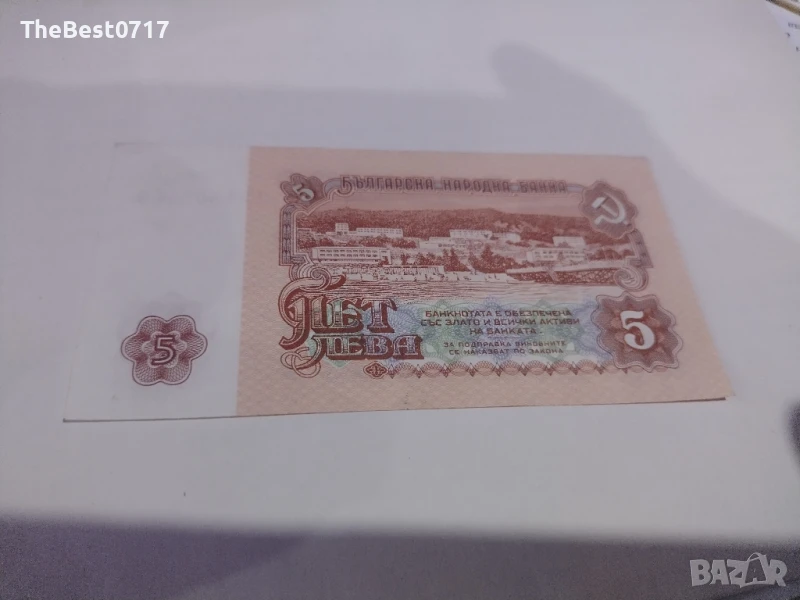 TheBest0717
5 БЪЛГАРСКА НАРОДНА БАНКА
ПЕТ
ЛЕВА
БАНКНОТАТА Е ОБЕЗПЕЧЕНА
СЪС ЗЛАТО И ВСИЧКИ АКТИВИ
НА БАНКАТА
ЗА ПОДПРАВКА ВИНОВНИТЕ
СЕ НАКАЗВАТ ПО ЗАКОНА
5
5
BAZAR